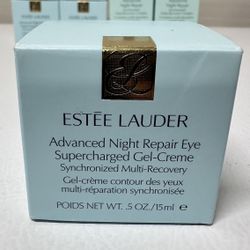 ESTÉE LAUDER
Advanced Night Repair Eye
Supercharged Gel-Creme
Synchronized Multi-Recovery
Gel-crème contour des yeux
multi-réparation synchronisée
POIDS NET WT. .5 OZ./15ml e